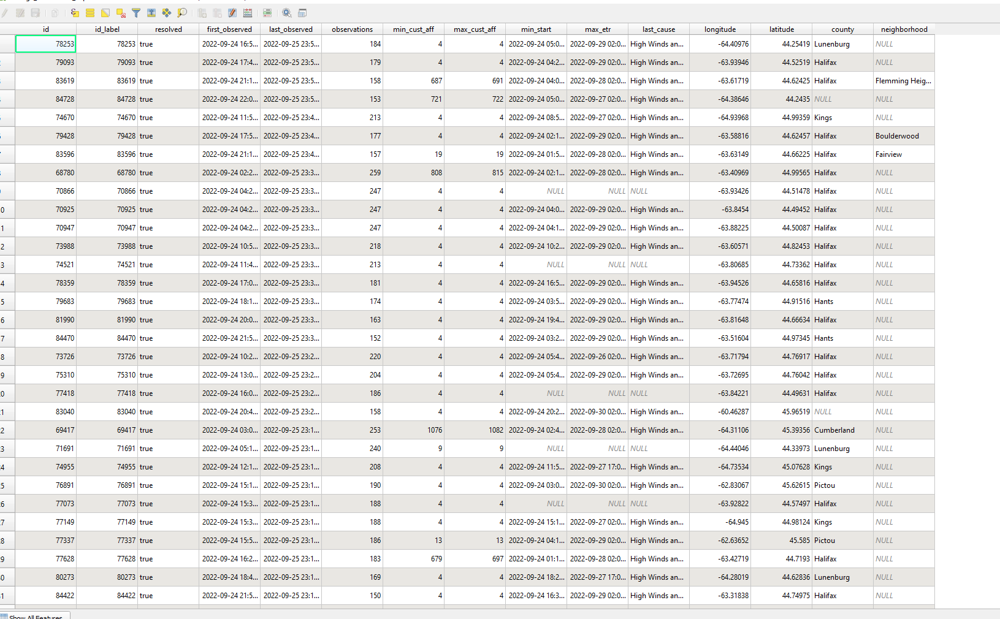 id id_label resolved first_observed last_observed observations min_cust_aff max_cust_aff min_start max_etr last_cause longitude latitude county neighborhood
78253 78253 true 2022-09-24 16:5... 2022-09-25 23:5... 184 4 4 2022-09-24 05:0... 2022-09-29 02:0... High Winds an... -64.40976 44.25419 Lunenburg NULL
79093 79093 true 2022-09-24 17:4... 2022-09-25 23:5... 179 4 4 2022-09-24 04:2... 2022-09-29 02:0... High Winds an... -63.93946 44.52519 Halifax NULL
83619 83619 true 2022-09-24 21:1... 2022-09-25 23:5... 158 687 691 2022-09-24 04:0... 2022-09-28 02:0... High Winds an... -63.61719 44.62425 Halifax Flemming Heig...
84728 84728 true 2022-09-24 22:0... 2022-09-25 23:5... 153 721 722 2022-09-24 05:0... 2022-09-27 02:0... High Winds an... -64.38646 44.2435 NULL NULL
74670 74670 true 2022-09-24 11:5... 2022-09-25 23:4... 213 4 4 2022-09-24 08:5... 2022-09-27 02:0... High Winds an... -64.93968 44.99359 Kings NULL
79428 79428 true 2022-09-24 17:5... 2022-09-25 23:4... 177 4 4 2022-09-24 02:1... 2022-09-29 02:0... High Winds an... -63.58816 44.62457 Halifax Boulderwood
83596 83596 true 2022-09-24 21:1... 2022-09-25 23:4... 157 19 19 2022-09-24 01:5... 2022-09-28 02:0... High Winds an... -63.63149 44.66225 Halifax Fairview
68780 68780 true 2022-09-24 02:2... 2022-09-25 23:3... 259 808 815 2022-09-24 02:1... 2022-09-28 02:0... High Winds an... -63.40969 44.99565 Halifax NULL
70866 70866 true 2022-09-24 04:2... 2022-09-25 23:3... 247 4 4 NULL NULL NULL -63.93426 44.51478 Halifax NULL
0 70925 70925 true 2022-09-24 04:2... 2022-09-25 23:3... 247 4 4 2022-09-24 04:0... 2022-09-29 02:0... High Winds an... -63.8454 44.49452 Halifax NULL
1 70947 70947 true 2022-09-24 04:2... 2022-09-25 23:3... 247 4 4 2022-09-24 04:1... 2022-09-29 02:0... High Winds an... -63.88225 44.50087 Halifax NULL
2 73988 73988 true 2022-09-24 10:5... 2022-09-25 23:3... 218 4 4 2022-09-24 10:2... 2022-09-29 02:0... High Winds an... -63.60571 44.82453 Halifax NULL
3 74521 74521 true 2022-09-24 11:4... 2022-09-25 23:3... 213 4 4 NULL NULL NULL -63.80685 44.73362 Halifax NULL
4 78359 78359 true 2022-09-24 17:0... 2022-09-25 23:3... 181 4 4 2022-09-24 16:5... 2022-09-29 02:0... High Winds an... -63.94526 44.65816 Halifax NULL
5 79683 79683 true 2022-09-24 18:1... 2022-09-25 23:3... 174 4 4 2022-09-24 03:5... 2022-09-29 02:0... High Winds an... -63.77474 44.91516 Hants NULL
6 81990 81990 true 2022-09-24 20:0... 2022-09-25 23:3... 163 4 4 2022-09-24 19:4... 2022-09-29 02:0... High Winds an... -63.81648 44.66634 Halifax NULL
7 84470 84470 true 2022-09-24 21:5... 2022-09-25 23:3... 152 4 4 2022-09-24 03:2... 2022-09-29 02:0... High Winds an... -63.51604 44.97345 Hants NULL
8 73726 73726 true 2022-09-24 10:2... 2022-09-25 23:2... 220 4 4 2022-09-24 05:4... 2022-09-26 02:0... High Winds an... -63.71794 44.76917 Halifax NULL
9 75310 75310 true 2022-09-24 13:0... 2022-09-25 23:2... 204 4 4 2022-09-24 05:4... 2022-09-29 02:0... High Winds an... -63.72695 44.76042 Halifax NULL
20 77418 77418 true 2022-09-24 16:0... 2022-09-25 23:2... 186 4 4 NULL NULL NULL -63.84221 44.49631 Halifax NULL
21 83040 83040 true 2022-09-24 20:4... 2022-09-25 23:2... 158 4 4 2022-09-24 20:2... 2022-09-30 02:0... High Winds an... -60.46287 45.96519 NULL NULL
22 69417 69417 true 2022-09-24 03:0... 2022-09-25 23:1... 253 1076 1082 2022-09-24 02:4... 2022-09-28 02:0... High Winds an... -64.31106 45.39356 Cumberland NULL
23 71691 71691 true 2022-09-24 05:1... 2022-09-25 23:1... 240 9 9 NULL NULL NULL -64.44046 44.33973 Lunenburg NULL
24 74955 74955 true 2022-09-24 12:1... 2022-09-25 23:1... 208 4 4 2022-09-24 11:5... 2022-09-27 17:0... High Winds an... -64.73534 45.07628 Kings NULL
25 76891 76891 true 2022-09-24 15:1... 2022-09-25 23:1... 190 4 4 2022-09-24 03:0... 2022-09-30 02:0... High Winds an... -62.83067 45.62615 Pictou NULL
26 77073 77073 true 2022-09-24 15:3... 2022-09-25 23:1... 188 4 4 NULL NULL NULL -63.92822 44.57497 Halifax NULL
27 77149 77149 true 2022-09-24 15:3... 2022-09-25 23:1... 188 4 4 2022-09-24 15:1... 2022-09-27 02:0... High Winds an... -64.945 44.98124 Kings NULL
28 77337 77337 true 2022-09-24 15:5... 2022-09-25 23:1... 186 13 13 2022-09-24 04:1... 2022-09-29 02:0... High Winds an... -62.63652 45.585 Pictou NULL
29 77628 77628 true 2022-09-24 16:2... 2022-09-25 23:1... 183 679 697 2022-09-24 01:1... 2022-09-28 02:0... High Winds an... -63.42719 44.7193 Halifax NULL
30 80273 80273 true 2022-09-24 18:4... 2022-09-25 23:1... 169 4 4 2022-09-24 18:2... 2022-09-27 17:0... High Winds an... -64.28019 44.62836 Lunenburg NULL
31 84422 84422 true 2022-09-24 21:5... 2022-09-25 23:1... 150 4 4 2022-09-24 16:3... 2022-09-29 02:0... High Winds an... -63.31838 44.74975 Halifax NULL
Show All Features